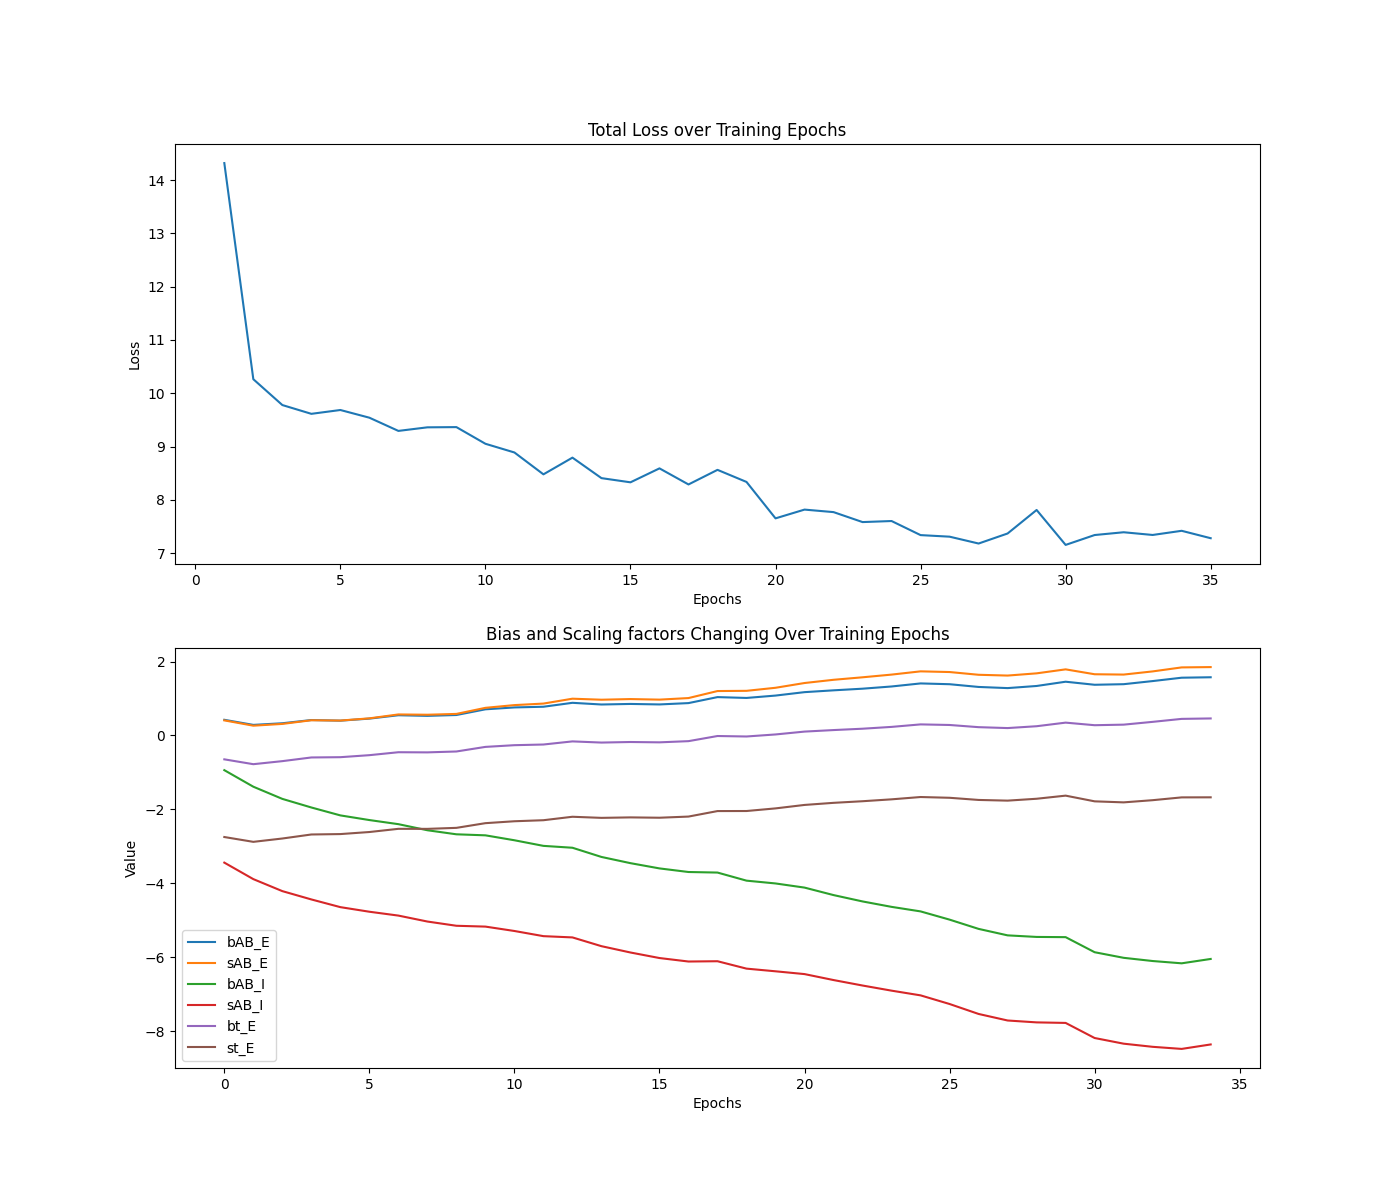 Total Loss over Training Epochs
14
13
12
11
10
9
8
7
Loss
0 5 10 15 20 25 30 35
Epochs
Bias and Scaling factors Changing Over Training Epochs
2
0
−2
−4
−6
−8
Value
bAB_E
sAB_E
bAB_I
sAB_I
bt_E
st_E
0 5 10 15 20 25 30 35
Epochs